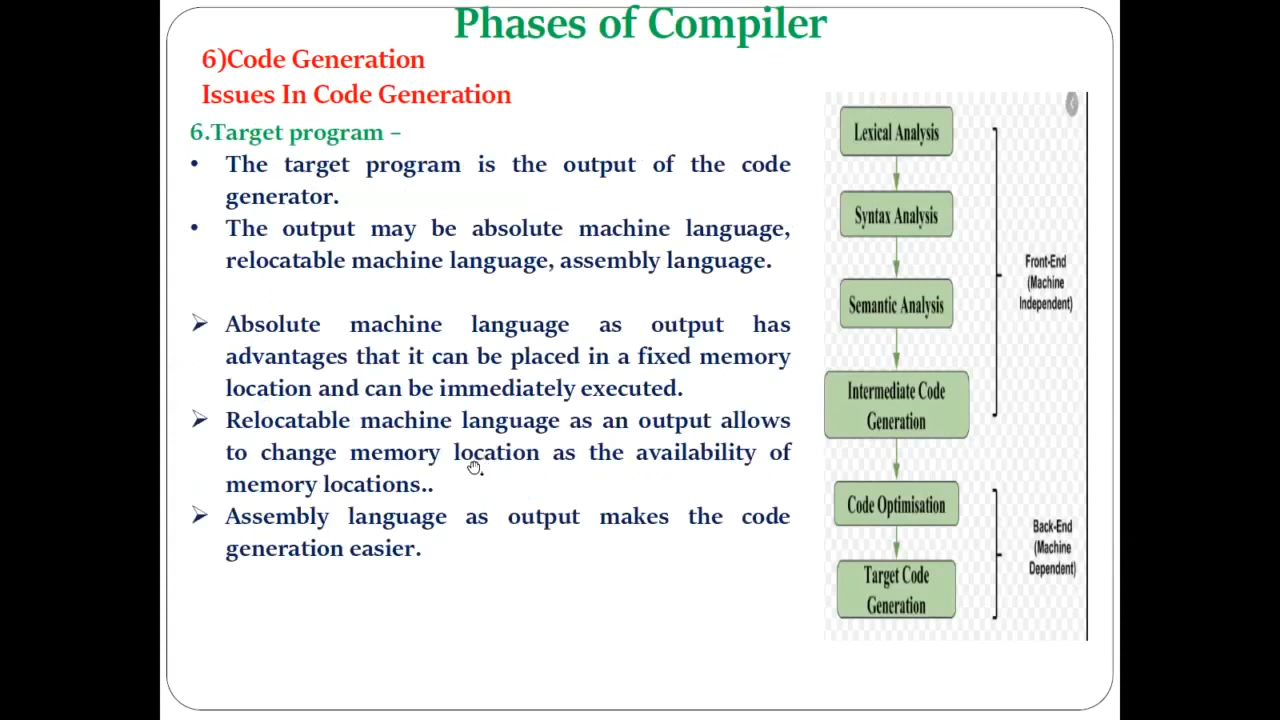 Phases of Compiler
6)Code Generation
Issues In Code Generation
6.Target program –
• The target program is the output of the code
generator.
• The output may be absolute machine language,
relocatable machine language, assembly language.
➢ Absolute machine language as output has
advantages that it can be placed in a fixed memory
location and can be immediately executed.
➢ Relocatable machine language as an output allows
to change memory location as the availability of
memory locations..
➢ Assembly language as output makes the code
generation easier.
Lexical Analysis
Syntax Analysis
Semantic Analysis
Intermediate Code
Generation
Code Optimisation
Target Code
Generation
Front-End
(Machine
Independent)
Back-End
(Machine
Dependent)